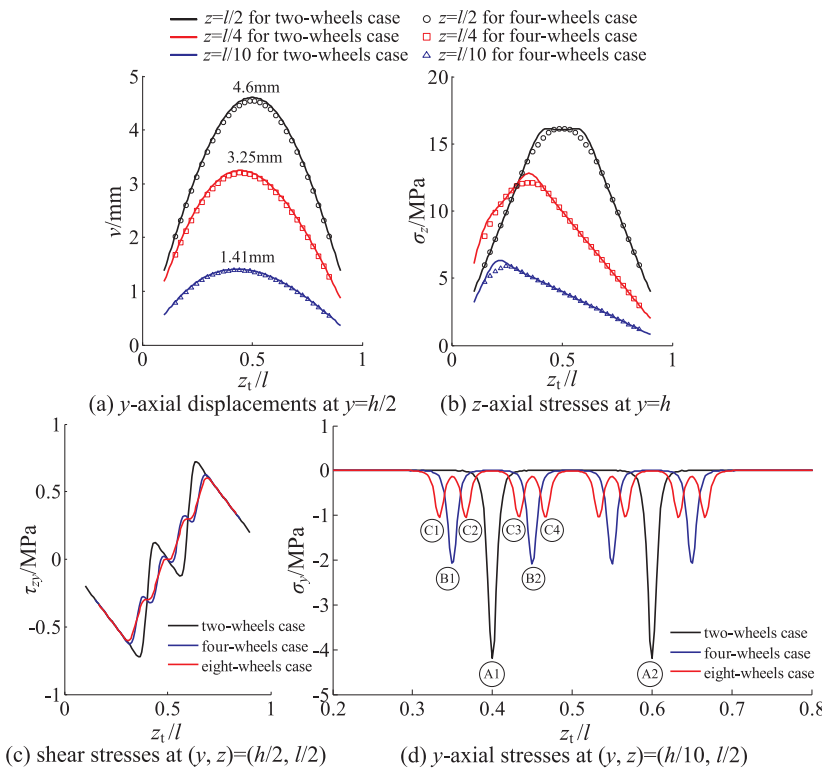 z=l/2 for two-wheels case
z=l/2 for four-wheels case
z=l/4 for two-wheels case
z=l/4 for four-wheels case
z=l/10 for two-wheels case
z=l/10 for four-wheels case
5
4
3
2
1
0
v/mm
4.6mm
3.25mm
1.41mm
0
0.5
1
zt/l
20
15
10
5
0
σz/MPa
0
0.5
1
zt/l
(a) y-axial displacements at y=h/2
(b) z-axial stresses at y=h
1
0.5
0
-0.5
-1
τzy/MPa
two-wheels case
four-wheels case
eight-wheels case
0
0.5
1
zt/l
1
0
-1
-2
-3
-4
-5
σy/MPa
C1
C2
C3
C4
B1
B2
A1
A2
two-wheels case
four-wheels case
eight-wheels case
0.2
0.3
0.4
0.5
0.6
0.7
0.8
zt/l
(c) shear stresses at (y, z)=(h/2, l/2)
(d) y-axial stresses at (y, z)=(h/10, l/2)